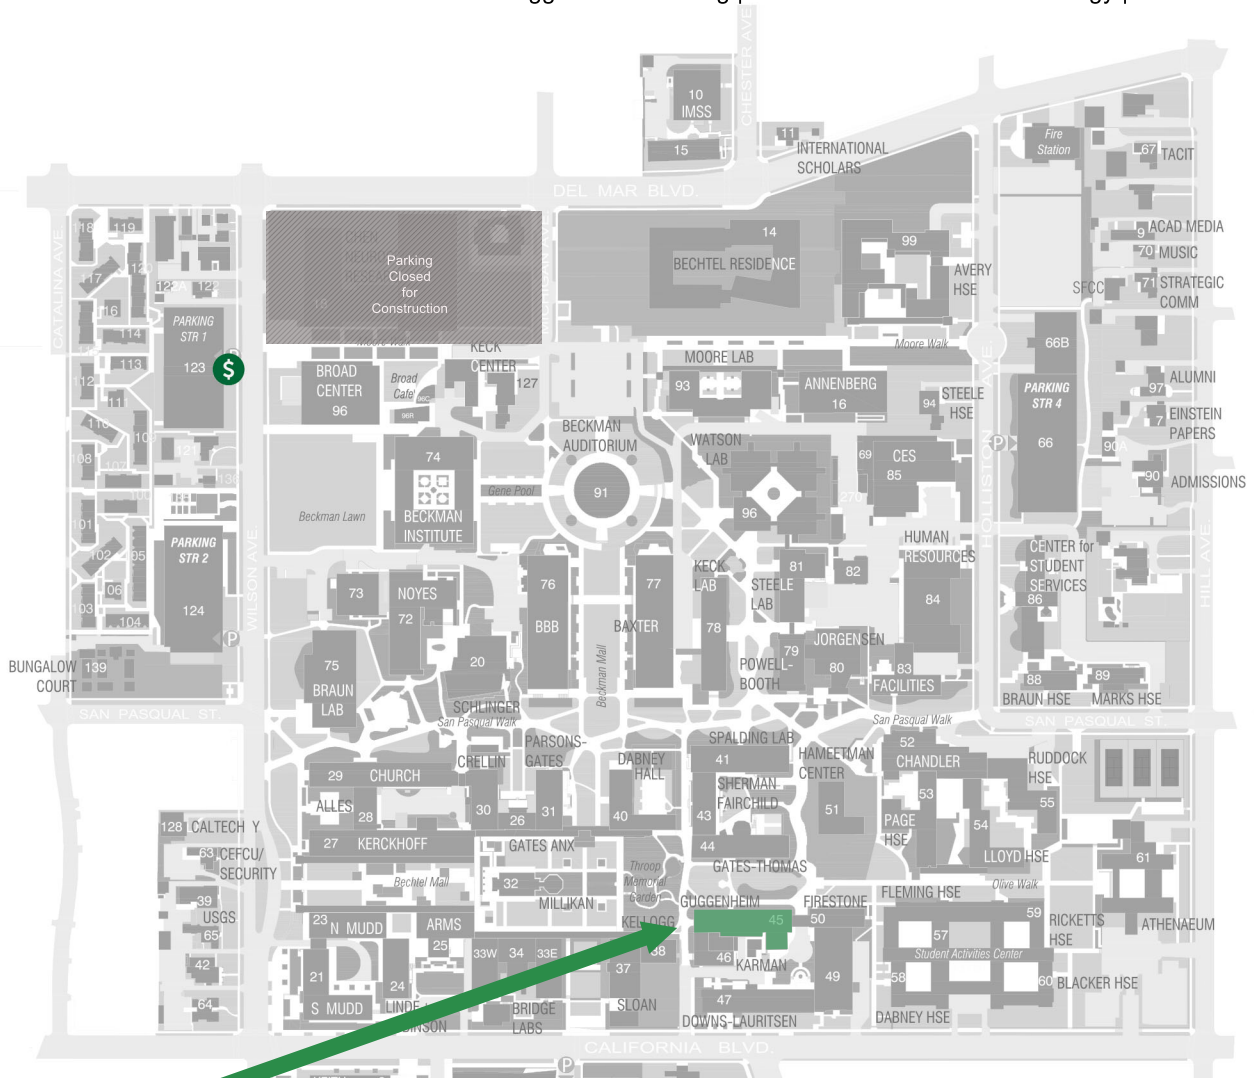 CHESTER AVE
10
IMSS
15
11
INTERNATIONAL
SCHOLARS
Fire
Station
67
TACIT
DEL MAR BLVD.
118
119
117
122A
122
116
114
113
112
111
110
108
107
101
102
103
104
CATALINA AVE
PARKING
STR 1
123
$
121
136
PARKING
STR 2
124
P
WILSON AVE.
BUNGALOW
COURT
139
SAN PASQUAL ST.
Parking
Closed
for
Construction
14
BECHTEL RESIDENCE
99
AVERY
HSE
9
ACAD MEDIA
70
MUSIC
SFCC
71
STRATEGIC
COMM
Moore Walk
KECK
CENTER
127
BROAD
CENTER
96
Broad
Cafe
96C
96R
MOORE LAB
93
ANNENBERG
16
Moore Walk
94
STEELE
HSE
66B
PARKING
STR 4
66
P
HOLLISTON AVE.
97
ALUMNI
7
EINSTEIN
PAPERS
90A
90
ADMISSIONS
HILL AVE.
BECKMAN
AUDITORIUM
91
74
BECKMAN
INSTITUTE
Gene Pool
Beckman Lawn
WATSON
LAB
96
69
CES
85
270
HUMAN
RESOURCES
84
CENTER for
STUDENT
SERVICES
86
73
NOYES
72
76
BBB
77
BAXTER
Beckman Mall
KECK
LAB
78
STEELE
LAB
81
82
79
JORGENSEN
80
POWELL-
BOOTH
83
FACILITIES
88
BRAUN HSE
89
MARKS HSE
75
BRAUN
LAB
20
SCHLINGER
San Pasqual Walk
San Pasqual Walk
SAN PASQUAL ST.
29
CHURCH
CRELLIN
PARSONS-
GATES
DABNEY
HALL
SPALDING LAB
41
HAMEETMAN
CENTER
52
CHANDLER
RUDDOCK
HSE
ALLES
28
30
26
31
40
SHERMAN
FAIRCHILD
43
51
53
PAGE
HSE
54
55
LLOYD HSE
128
CALTECH Y
27
KERCKHOFF
GATES ANX
44
GATES-THOMAS
61
63
CEFCU/
SECURITY
Bechtel Mall
32
MILLIKAN
Throop
Memorial
Garden
FLEMING HSE
Olive Walk
39
USGS
65
42
64
23
N MUDD
ARMS
25
KELLOGG
GUGGENHEIM
45
FIRESTONE
50
59
RICKETTS
HSE
ATHENAEUM
57
Student Activities Center
21
S MUDD
24
33W
34
33E
37
38
46
KARMAN
49
58
60
BLACKER HSE
BRIDGE
LABS
SLOAN
47
DOWNS-LAURITSEN
DABNEY HSE
CALIFORNIA BLVD.
P